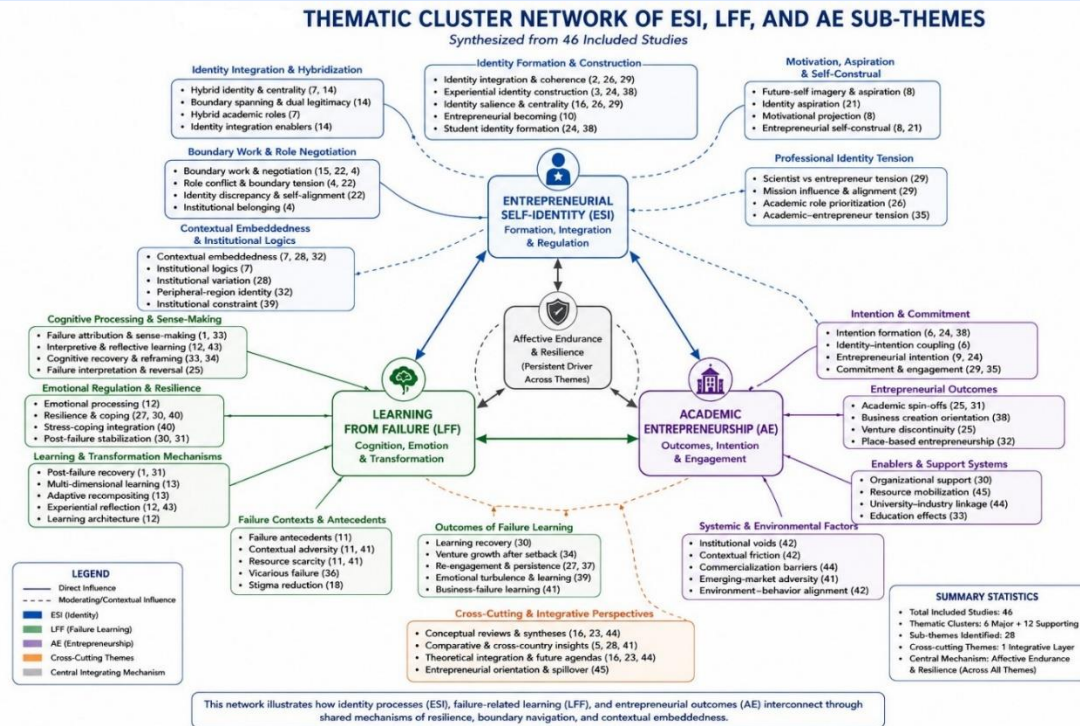 THEMATIC CLUSTER NETWORK OF ESI, LFF, AND AE SUB-THEMES
Synthesized from 46 Included Studies
Identity Integration & Hybridization
• Hybrid identity & centrality (7, 14)
• Boundary spanning & dual legitimacy (14)
• Hybrid academic roles (7)
• Identity integration enablers (14)
Identity Formation & Construction
• Identity integration & coherence (2, 26, 29)
• Experiential identity construction (3, 24, 38)
• Identity salience & centrality (16, 26, 29)
• Entrepreneurial becoming (10)
• Student identity formation (24, 38)
Motivation, Aspiration
& Self-Construal
• Future-self imagery & aspiration (8)
• Identity aspiration (21)
• Motivational projection (8)
• Entrepreneurial self-construal (8, 21)
Boundary Work & Role Negotiation
• Boundary work & negotiation (15, 22, 4)
• Role conflict & boundary tension (4, 22)
• Identity discrepancy & self-alignment (22)
• Institutional belonging (4)
Professional Identity Tension
• Scientist vs entrepreneur tension (29)
• Mission influence & alignment (29)
• Academic role prioritization (26)
• Academic–entrepreneur tension (35)
ENTREPRENEURIAL
SELF-IDENTITY (ESI)
Formation, Integration
& Regulation
Contextual Embeddedness
& Institutional Logics
• Contextual embeddedness (7, 28, 32)
• Institutional logics (7)
• Institutional variation (28)
• Peripheral-region identity (32)
• Institutional constraint (39)
Affective Endurance
& Resilience
(Persistent Driver
Across Themes)
Cognitive Processing & Sense-Making
• Failure attribution & sense-making (1, 33)
• Interpretive & reflective learning (12, 43)
• Cognitive recovery & reframing (33, 34)
• Failure interpretation & reversal (25)
Intention & Commitment
• Intention formation (6, 24, 38)
• Identity–intention coupling (6)
• Entrepreneurial intention (9, 24)
• Commitment & engagement (29, 35)
Emotional Regulation & Resilience
• Emotional processing (12)
• Resilience & coping (27, 30, 40)
• Stress-coping integration (40)
• Post-failure stabilization (30, 31)
LEARNING
FROM FAILURE (LFF)
Cognition, Emotion
& Transformation
ACADEMIC
ENTREPRENEURSHIP (AE)
Outcomes, Intention
& Engagement
Entrepreneurial Outcomes
• Academic spin-offs (25, 31)
• Business creation orientation (38)
• Venture discontinuity (25)
• Place-based entrepreneurship (32)
Learning & Transformation Mechanisms
• Post-failure recovery (1, 31)
• Multi-dimensional learning (13)
• Adaptive recompositing (13)
• Experiential reflection (12, 43)
• Learning architecture (12)
Enablers & Support Systems
• Organizational support (30)
• Resource mobilization (45)
• University–industry linkage (44)
• Education effects (33)
Failure Contexts & Antecedents
• Failure antecedents (11)
• Contextual adversity (11, 41)
• Resource scarcity (11, 41)
• Vicarious failure (36)
• Stigma reduction (18)
Outcomes of Failure Learning
• Learning recovery (30)
• Venture growth after setback (34)
• Re-engagement & persistence (27, 37)
• Emotional turbulence & learning (39)
• Business-failure learning (41)
Systemic & Environmental Factors
• Institutional voids (42)
• Contextual friction (42)
• Commercialization barriers (44)
• Emerging-market adversity (41)
• Environment–behavior alignment (42)
Cross-Cutting & Integrative Perspectives
• Conceptual reviews & syntheses (16, 23, 44)
• Comparative & cross-country insights (5, 28, 41)
• Theoretical integration & future agendas (16, 23, 44)
• Entrepreneurial orientation & spillover (45)
LEGEND
Direct Influence
Moderating/Contextual Influence
ESI (Identity)
LFF (Failure Learning)
AE (Entrepreneurship)
Cross-Cutting Themes
Central Integrating Mechanism
SUMMARY STATISTICS
• Total Included Studies: 46
• Thematic Clusters: 6 Major + 12 Supporting
• Sub-themes Identified: 28
• Cross-cutting Themes: 1 Integrative Layer
• Central Mechanism: Affective Endurance
& Resilience (Across All Themes)
This network illustrates how identity processes (ESI), failure-related learning (LFF), and entrepreneurial outcomes (AE) interconnect through
shared mechanisms of resilience, boundary navigation, and contextual embeddedness.